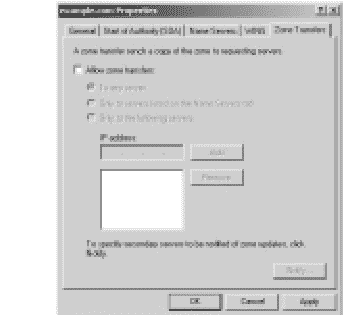 example.com Properties
General
Start of Authority (SOA)
Name Servers
WINS
Zone Transfers
A zone transfer sends a copy of the zone to requesting servers.
Allow zone transfers:
To any server
Only to servers listed on the Name Servers tab
Only to the following servers
IP address:
Add
Remove
To specify secondary servers to be notified of zone updates, click
Notify.
Notify...
OK
Cancel
Apply